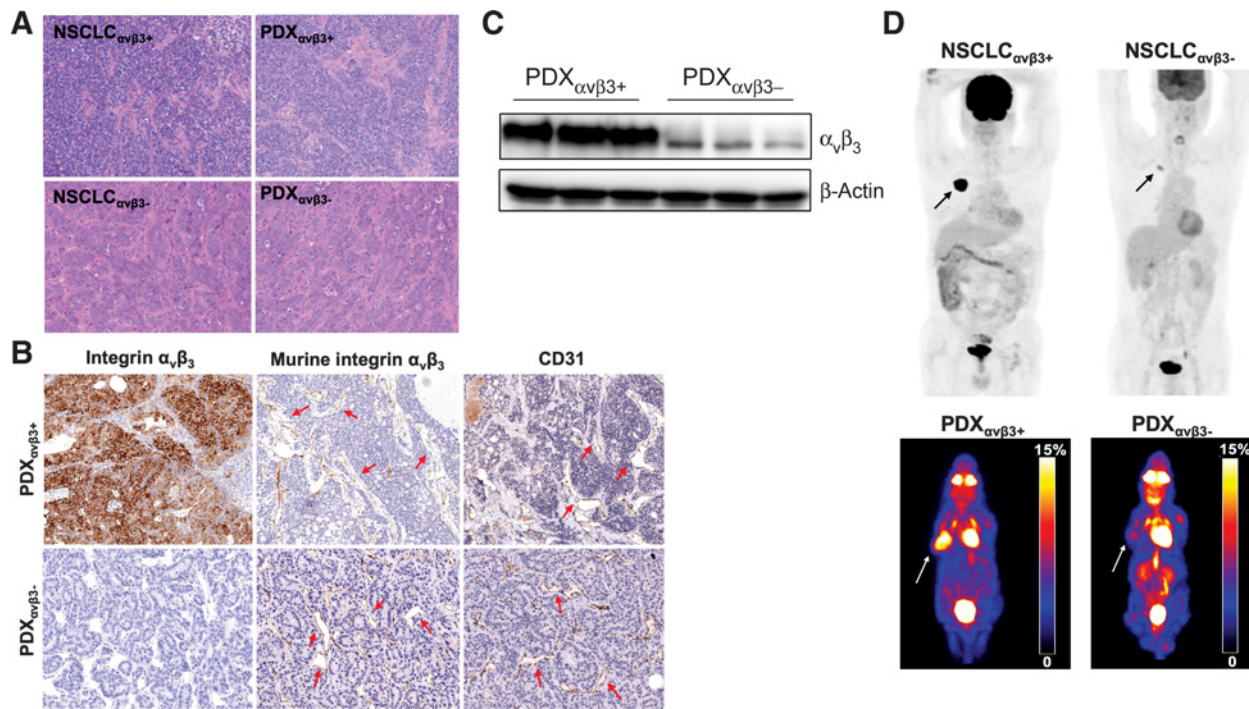 A
NSCLCαvβ3+
PDXαvβ3+
NSCLCαvβ3-
PDXαvβ3-
B
Integrin αvβ3
Murine integrin αvβ3
CD31
PDXαvβ3+
PDXαvβ3-
C
PDXαvβ3+
PDXαvβ3–
αvβ3
β-Actin
D
NSCLCαvβ3+
NSCLCαvβ3-
PDXαvβ3+
PDXαvβ3-
15%
0
15%
0